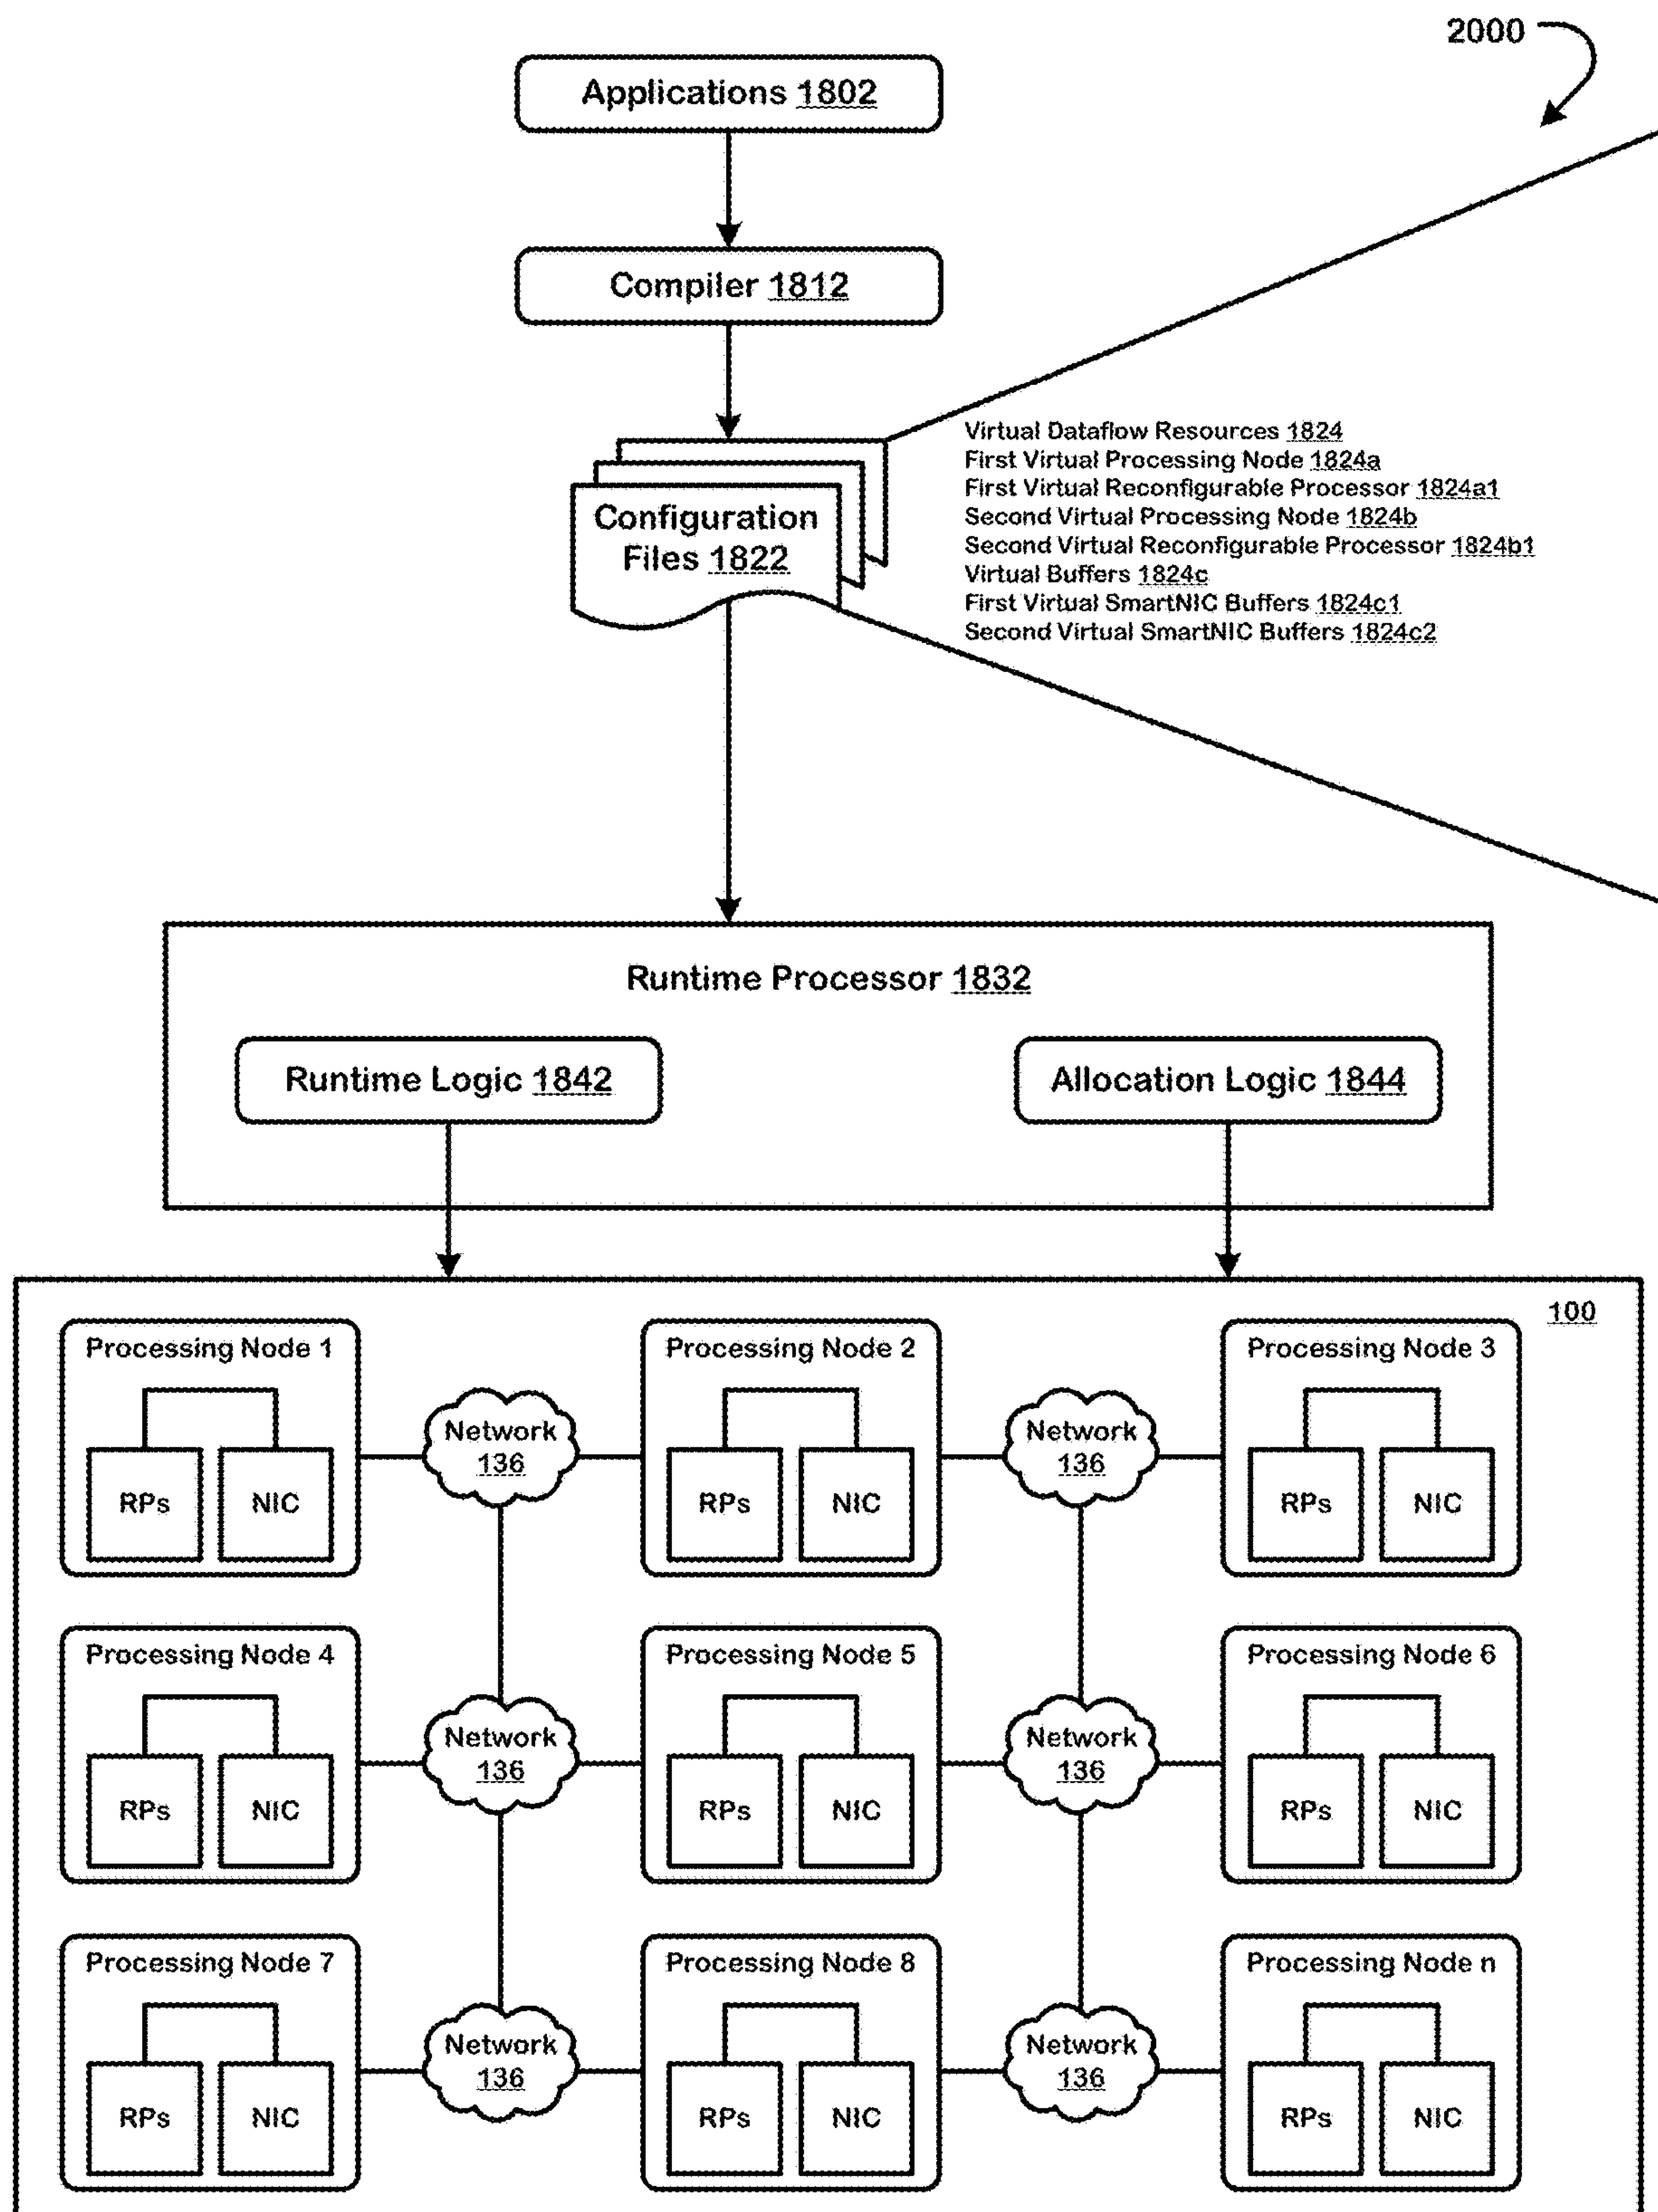 2000
Applications 1802
Compiler 1812
Configuration
Files 1822
Virtual Dataflow Resources 1824
First Virtual Processing Node 1824a
First Virtual Reconfigurable Processor 1824a1
Second Virtual Processing Node 1824b
Second Virtual Reconfigurable Processor 1824b1
Virtual Buffers 1824c
First Virtual SmartNIC Buffers 1824c1
Second Virtual SmartNIC Buffers 1824c2
Runtime Processor 1832
Runtime Logic 1842
Allocation Logic 1844
100
Processing Node 1
RPs
NIC
Network
136
Processing Node 2
RPs
NIC
Network
136
Processing Node 3
RPs
NIC
Processing Node 4
RPs
NIC
Network
136
Processing Node 5
RPs
NIC
Network
136
Processing Node 6
RPs
NIC
Processing Node 7
RPs
NIC
Network
136
Processing Node 8
RPs
NIC
Network
136
Processing Node n
RPs
NIC